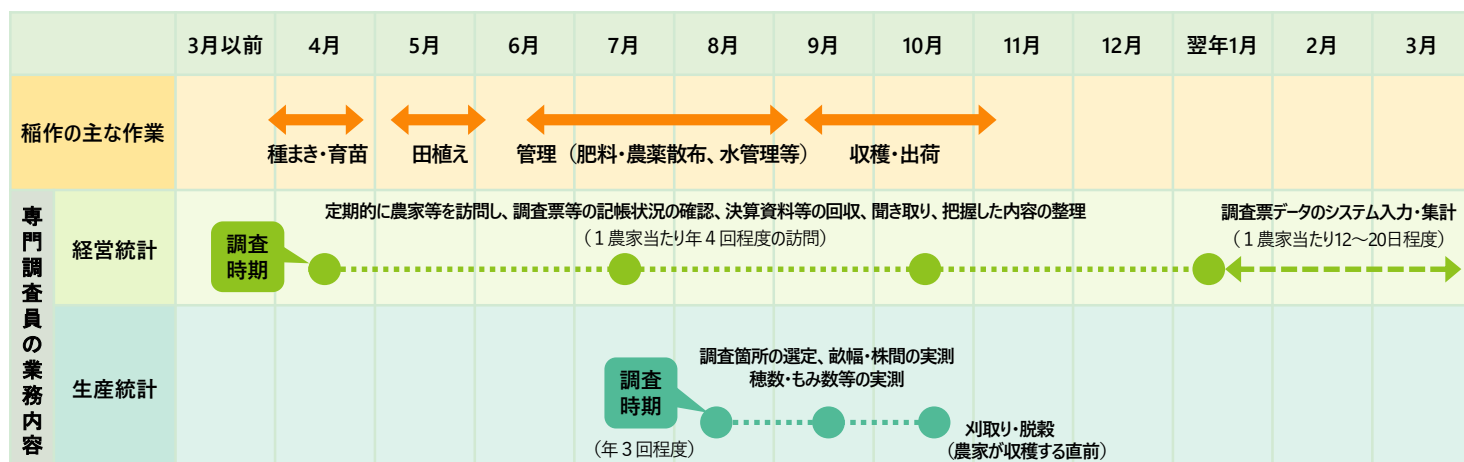 3月以前 4月 5月 6月 7月 8月 9月 10月 11月 12月 翌年1月 2月 3月
稲作の主な作業
種まき・育苗 田植え 管理（肥料・農薬散布、水管理等） 収穫・出荷
専門調査員の業務内容
経営統計
定期的に農家等を訪問し、調査票等の記帳状況の確認、決算資料等の回収、聞き取り、把握した内容の整理
（１農家当たり年４回程度の訪問）
調査
時期
調査票データのシステム入力・集計
（１農家当たり12～20日程度）
生産統計
調査箇所の選定、畝幅・株間の実測
穂数・もみ数等の実測
調査
時期
（年３回程度）
刈取り・脱穀
（農家が収穫する直前）